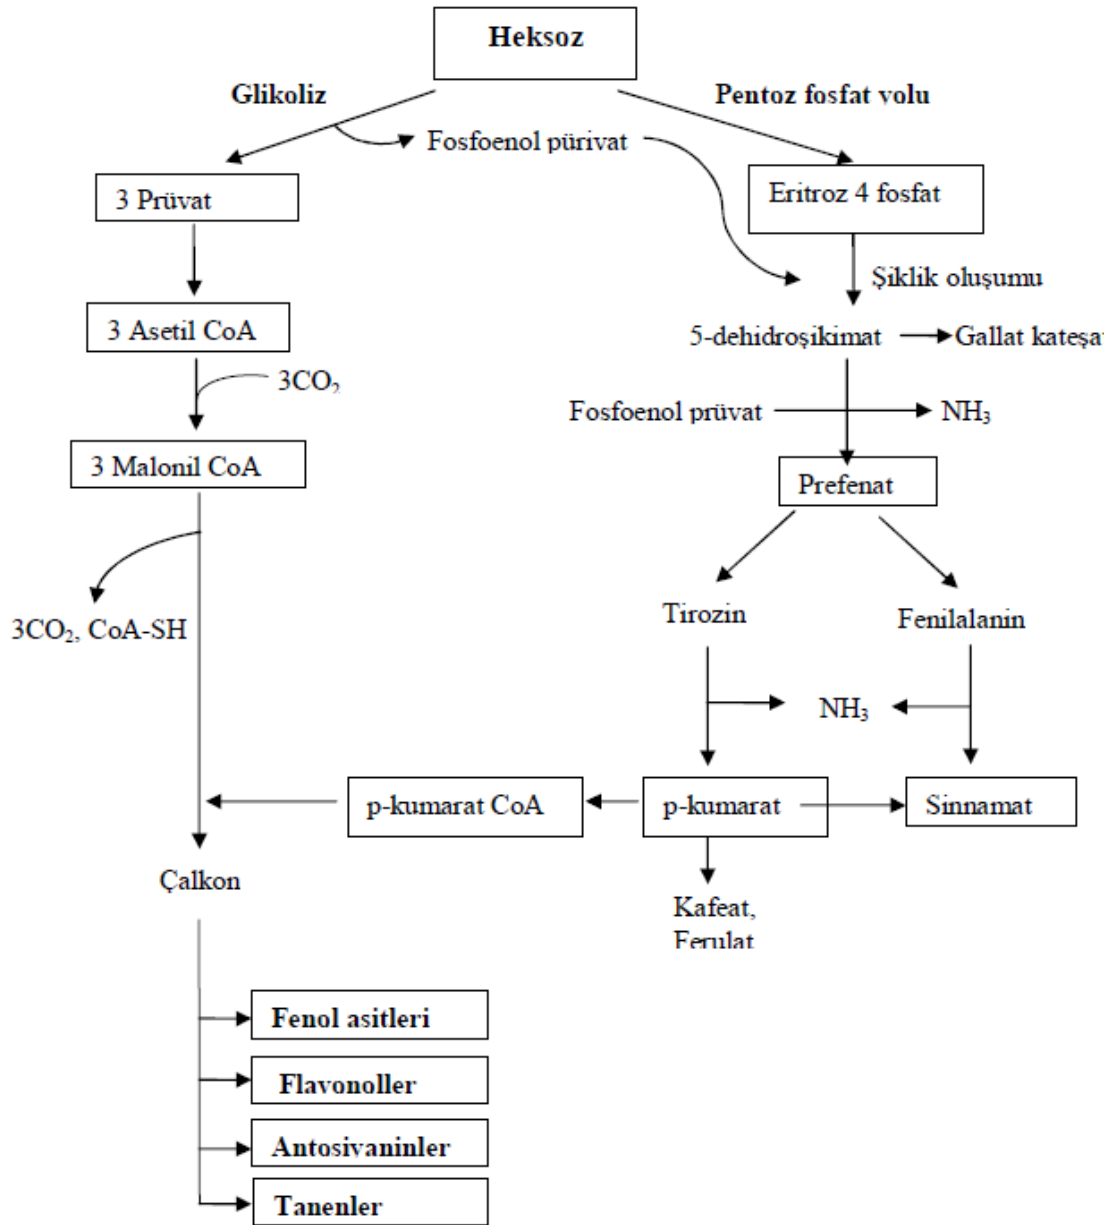 Heksoz
Glikoliz
Pentoz fosfat yolu
Fosfoenol pürivat
3 Prüvat
Eritroz 4 fosfat
Şiklik oluşumu
3 Asetil CoA
5-dehidroşikimat
Gallat kateşat
3CO₂
Fosfoenol prüvat
NH₃
3 Malonil CoA
Prefenat
3CO₂, CoA-SH
Tirozin
Fenilalanin
NH₃
p-kumarat CoA
p-kumarat
Sinnamat
Çalkon
Kafeat,
Ferulat
Fenol asitleri
Flavonoller
Antosiyaninler
Tanenler